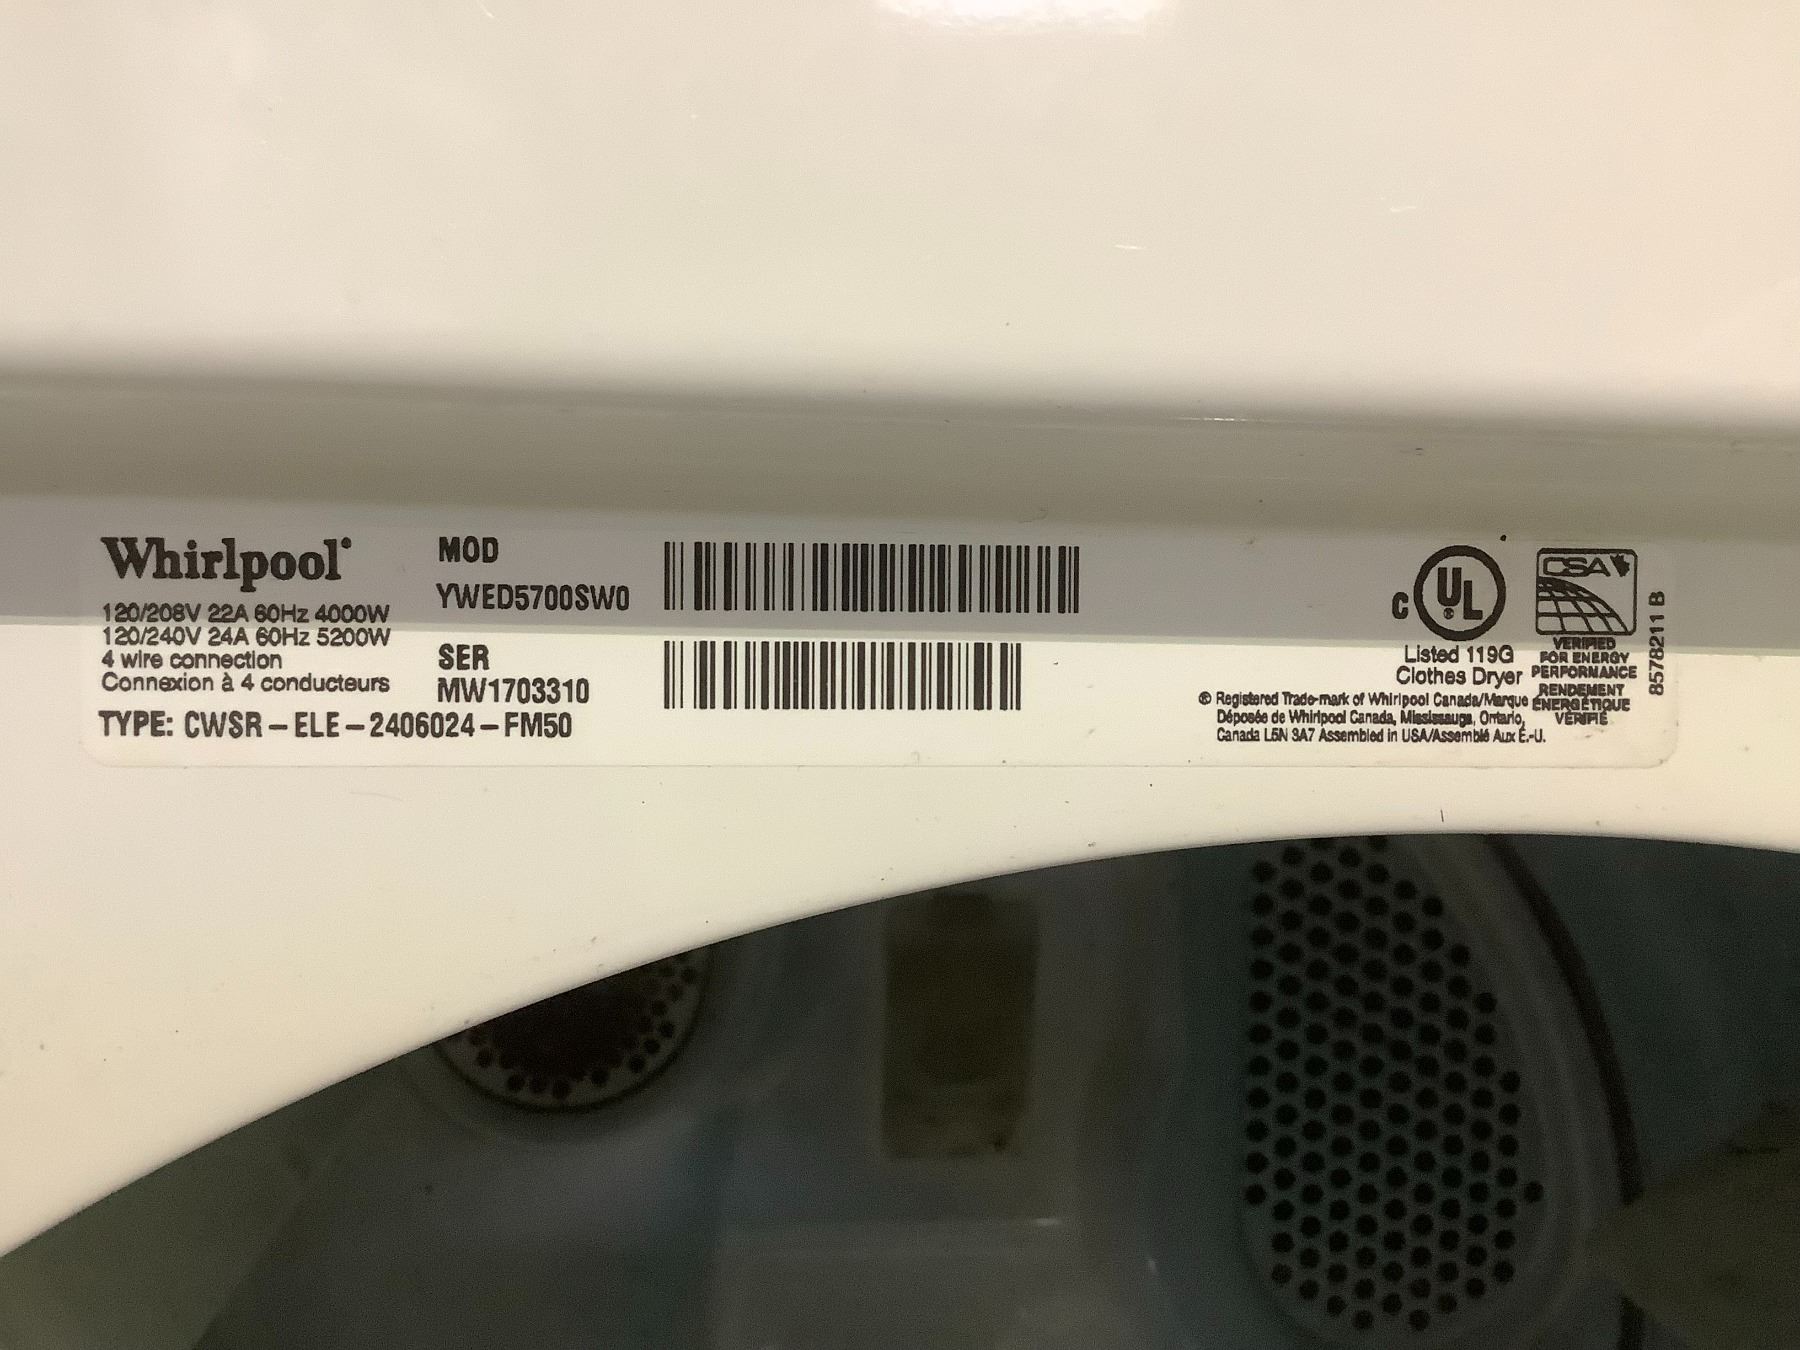 Whirlpool®
120/208V 22A 60Hz 4000W
120/240V 24A 60Hz 5200W
4 wire connection
Connexion à 4 conducteurs
TYPE: CWSR-ELE-2406024-FM50
MOD
YWED5700SW0
SER
MW1703310
C UL ®
Listed 119G
Clothes Dryer
CSA
VERIFIED
FOR ENERGY
PERFORMANCE
RENDEMENT
ÉNERGÉTIQUE
VÉRIFIÉ
® Registered Trade-mark of Whirlpool Canada/Marque
Déposée de Whirlpool Canada, Mississauga, Ontario,
Canada L5N 3A7 Assembled in USA/Assemblé Aux É.-U.
8578211 B